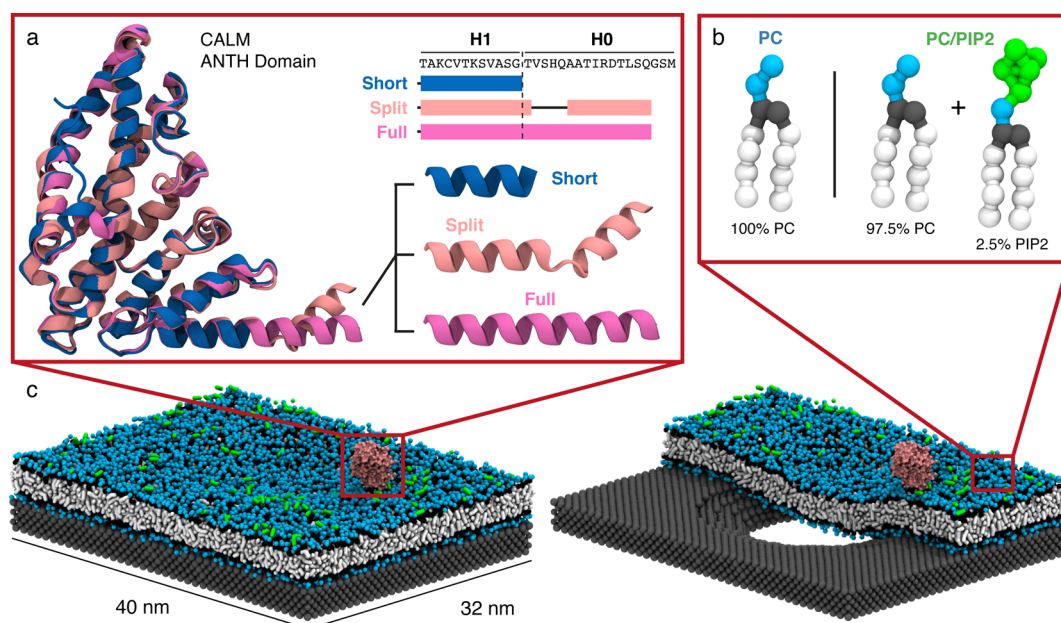 a
CALM
ANTH Domain
H1 H0
TAKCVTKSVASGTVSHQAATIRDTLSQGSM
Short
Split
Full
Short
Split
Full
b
PC
PC/PIP2
+
100% PC
97.5% PC
2.5% PIP2
c
40 nm
32 nm